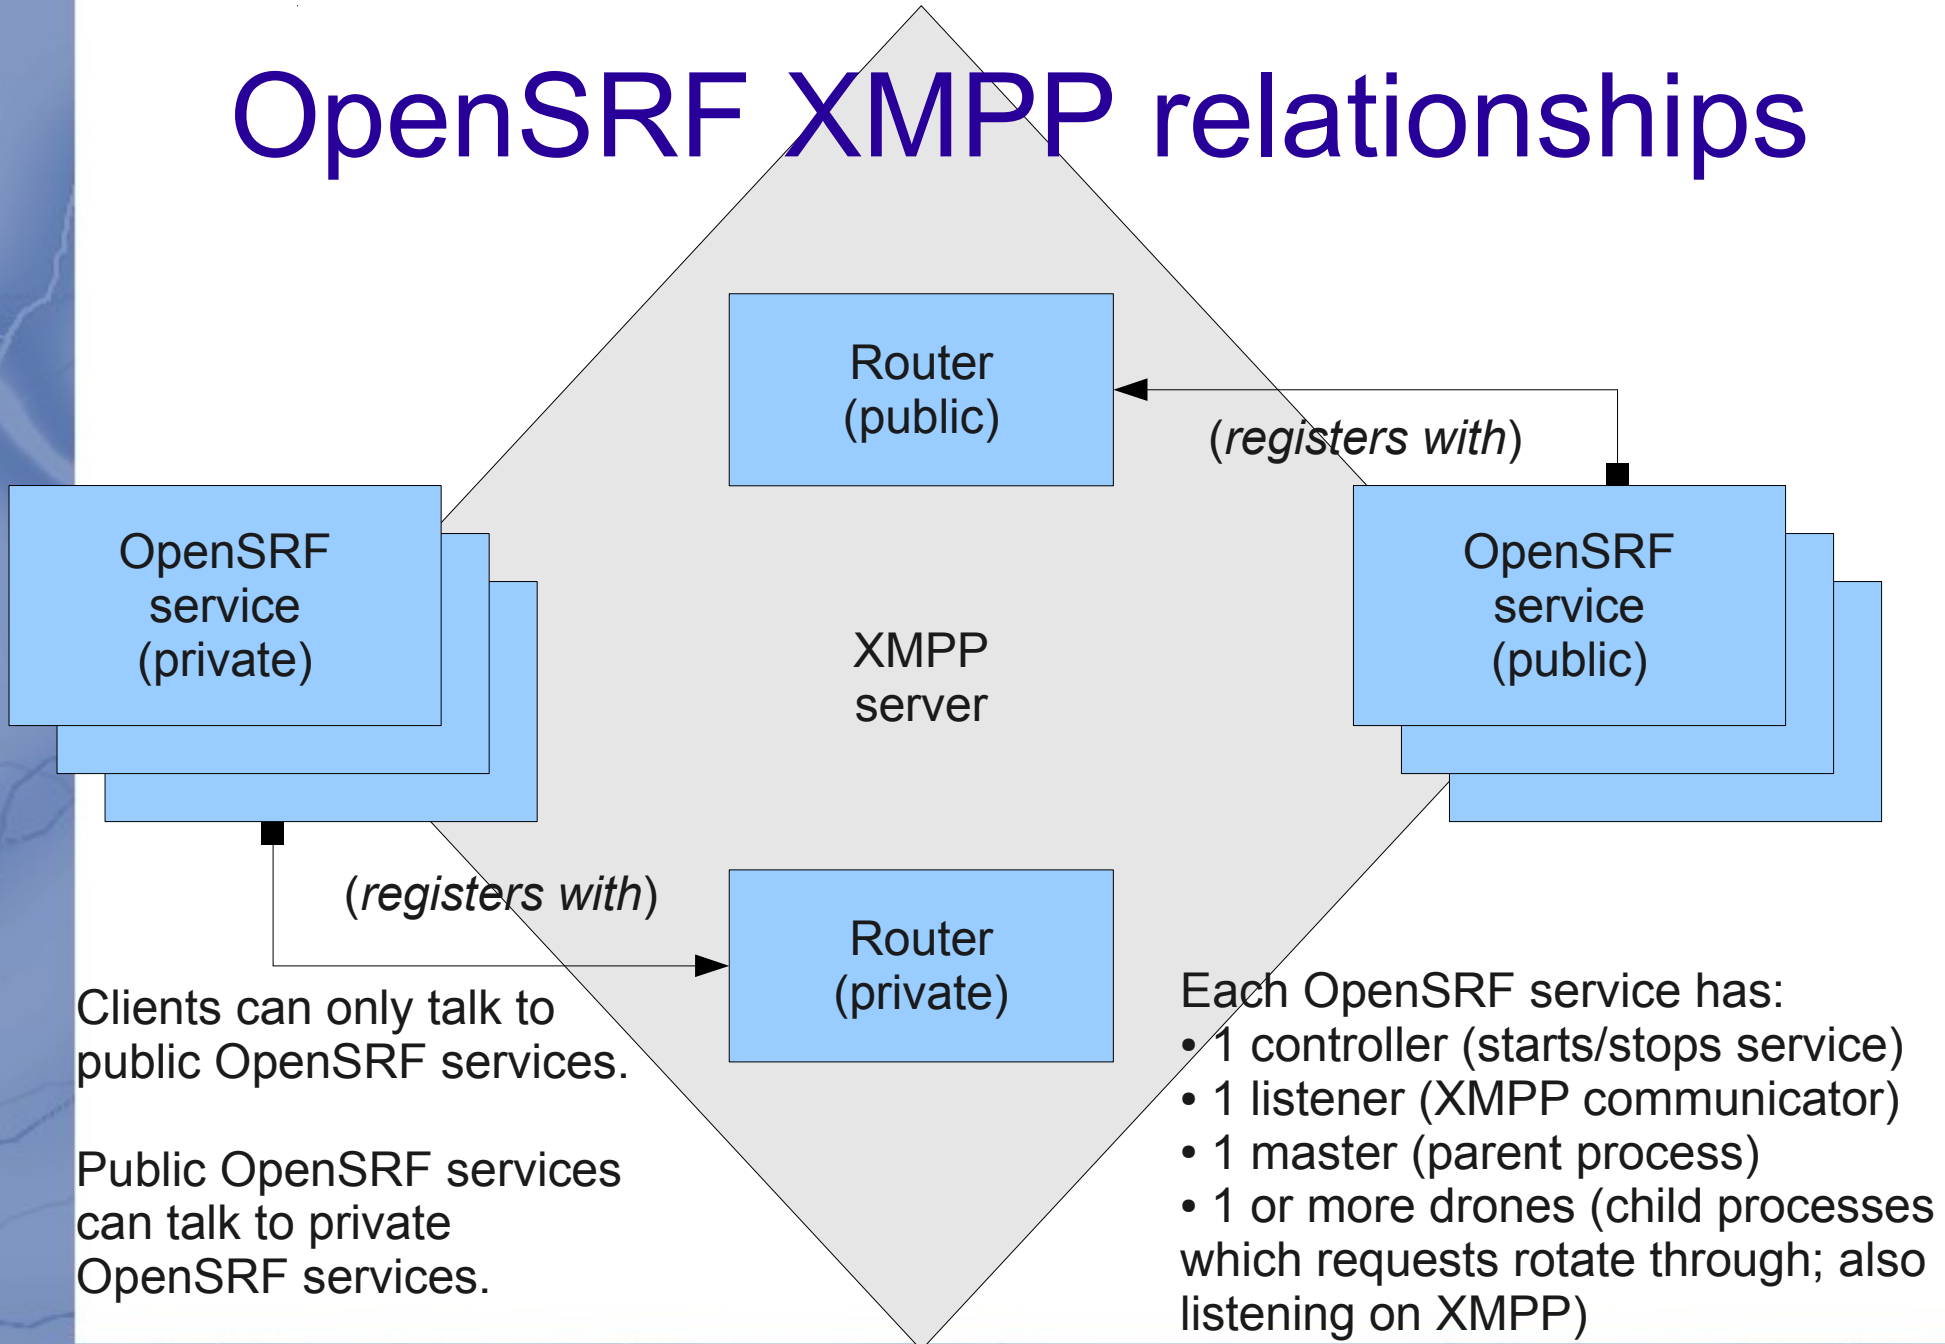 OpenSRF XMPP relationships
Router
(public)
(registers with)
OpenSRF
service
(private)
OpenSRF
service
(public)
XMPP
server
(registers with)
Router
(private)
Clients can only talk to
public OpenSRF services.
Public OpenSRF services
can talk to private
OpenSRF services.
Each OpenSRF service has:
• 1 controller (starts/stops service)
• 1 listener (XMPP communicator)
• 1 master (parent process)
• 1 or more drones (child processes
which requests rotate through; also
listening on XMPP)